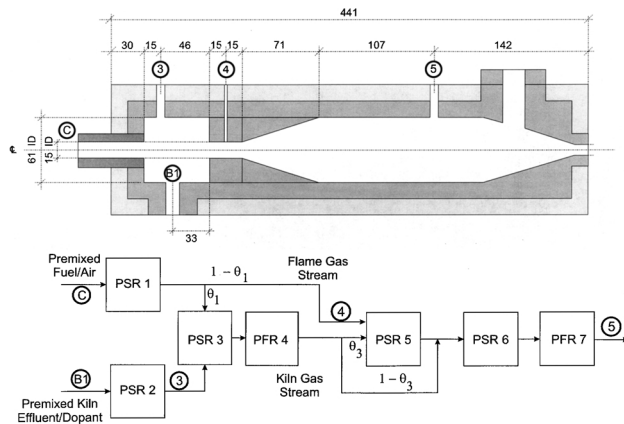 441
30 15 46 15 15 71 107 142
3 4 5
C
61 ID
15 ID
℄
B1
33
Premixed
Fuel/Air
C
PSR 1
1 − θ₁
θ₁
Flame Gas
Stream
4
PSR 3
PFR 4
θ₃
PSR 5
PSR 6
PFR 7
5
B1
PSR 2
3
Kiln Gas
Stream
1 − θ₃
Premixed Kiln
Effluent/Dopant